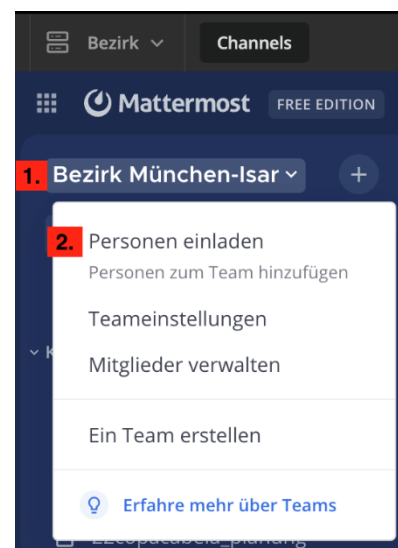 Bezirk Channels
Mattermost FREE EDITION
1. Bezirk München-Isar +
2. Personen einladen
Personen zum Team hinzufügen
Teameinstellungen
Mitglieder verwalten
Ein Team erstellen
Erfahre mehr über Teams